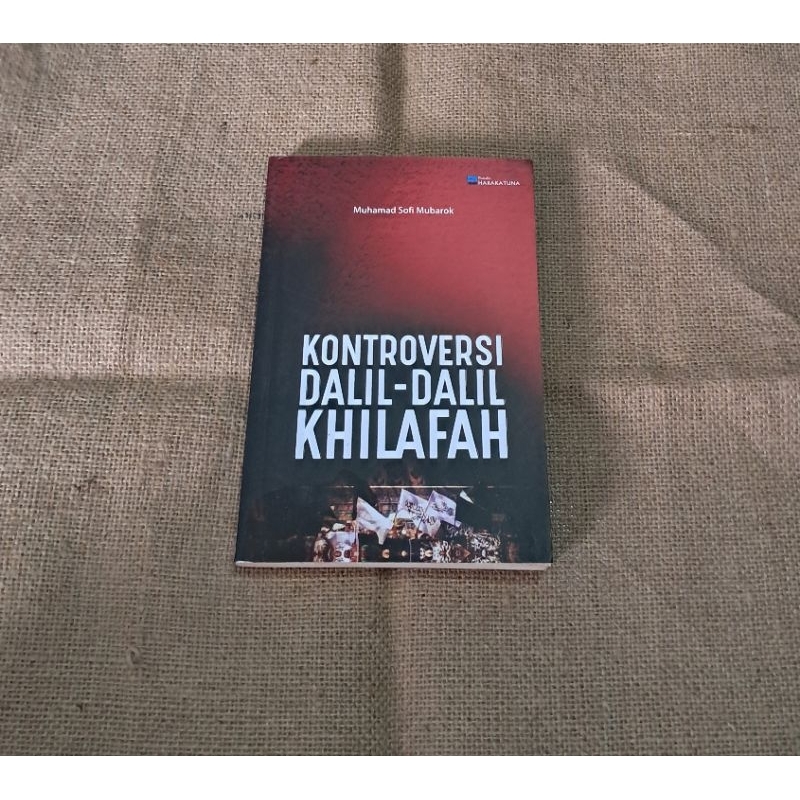 HARAKATUNA
Muhamad Sofi Mubarok
KONTROVERSI
DALIL-DALIL
KHILAFAH